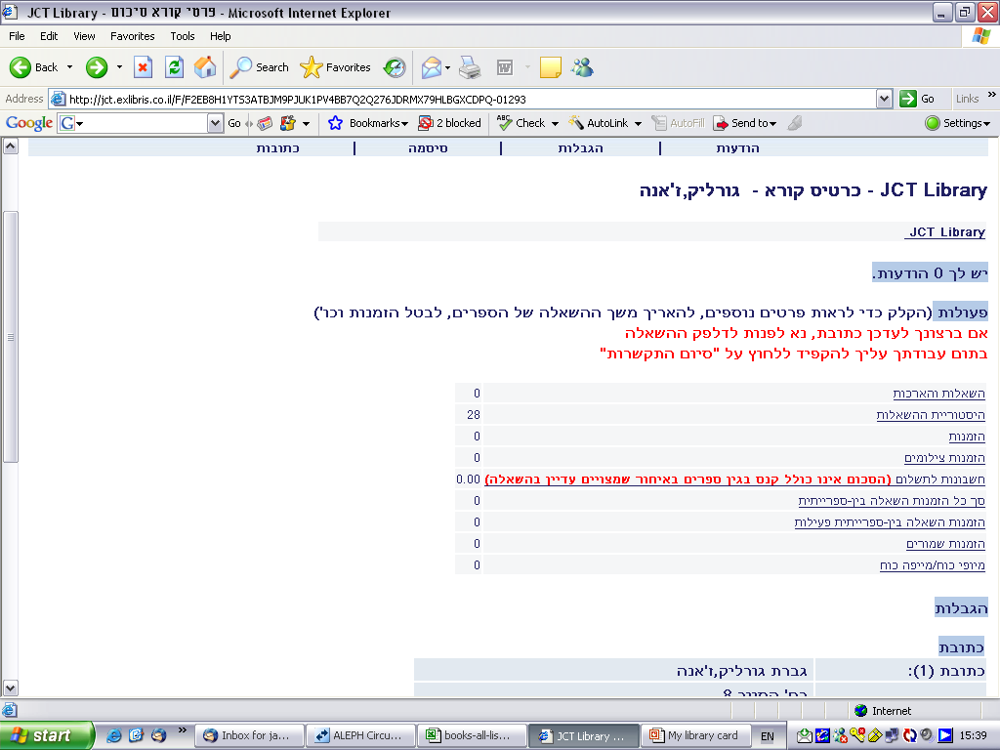 JCT Library - פרטי קורא סיכום - Microsoft Internet Explorer
File Edit View Favorites Tools Help
Back Search Favorites
Address http://jct.exlibris.co.il/F/F2EB8H1YTS3ATBJM9PJUK1PV4BB7Q2Q276JDRMX79HLBGXCDPQ-01293 Go Links »
Google G Go Bookmarks 2 blocked ABC Check AutoLink AutoFill Send to Settings
הודעות | הגבלות | סיסמה | כתובות
JCT Library - כרטיס קורא - גורליק,ז'אנה
JCT Library
יש לך 0 הודעות.
פעולות (הקלק כדי לראות פרטים נוספים, להאריך משך ההשאלה של הספרים, לבטל הזמנות וכו')
אם ברצונך לעדכן כתובת, נא לפנות לדלפק ההשאלה
בתום עבודתך עליך להקפיד ללחוץ על "סיום התקשרות"
השאלות והארכות 0
היסטוריית ההשאלות 28
הזמנות 0
הזמנות צילומים 0
חשבונות לתשלום (הסכום אינו כולל קנס בגין ספרים באיחור שמצויים עדיין בהשאלה) 0.00
סך כל הזמנות השאלה בין-ספרייתית 0
הזמנות השאלה בין-ספרייתית פעילות 0
הזמנות שמורים 0
מיופי כוח/מייפה כוח 0
הגבלות
כתובת
כתובת (1): גברת גורליק,ז'אנה
Internet
start » Inbox for ja... ALEPH Circu... books-all-lis... JCT Library ... My library card EN 15:39